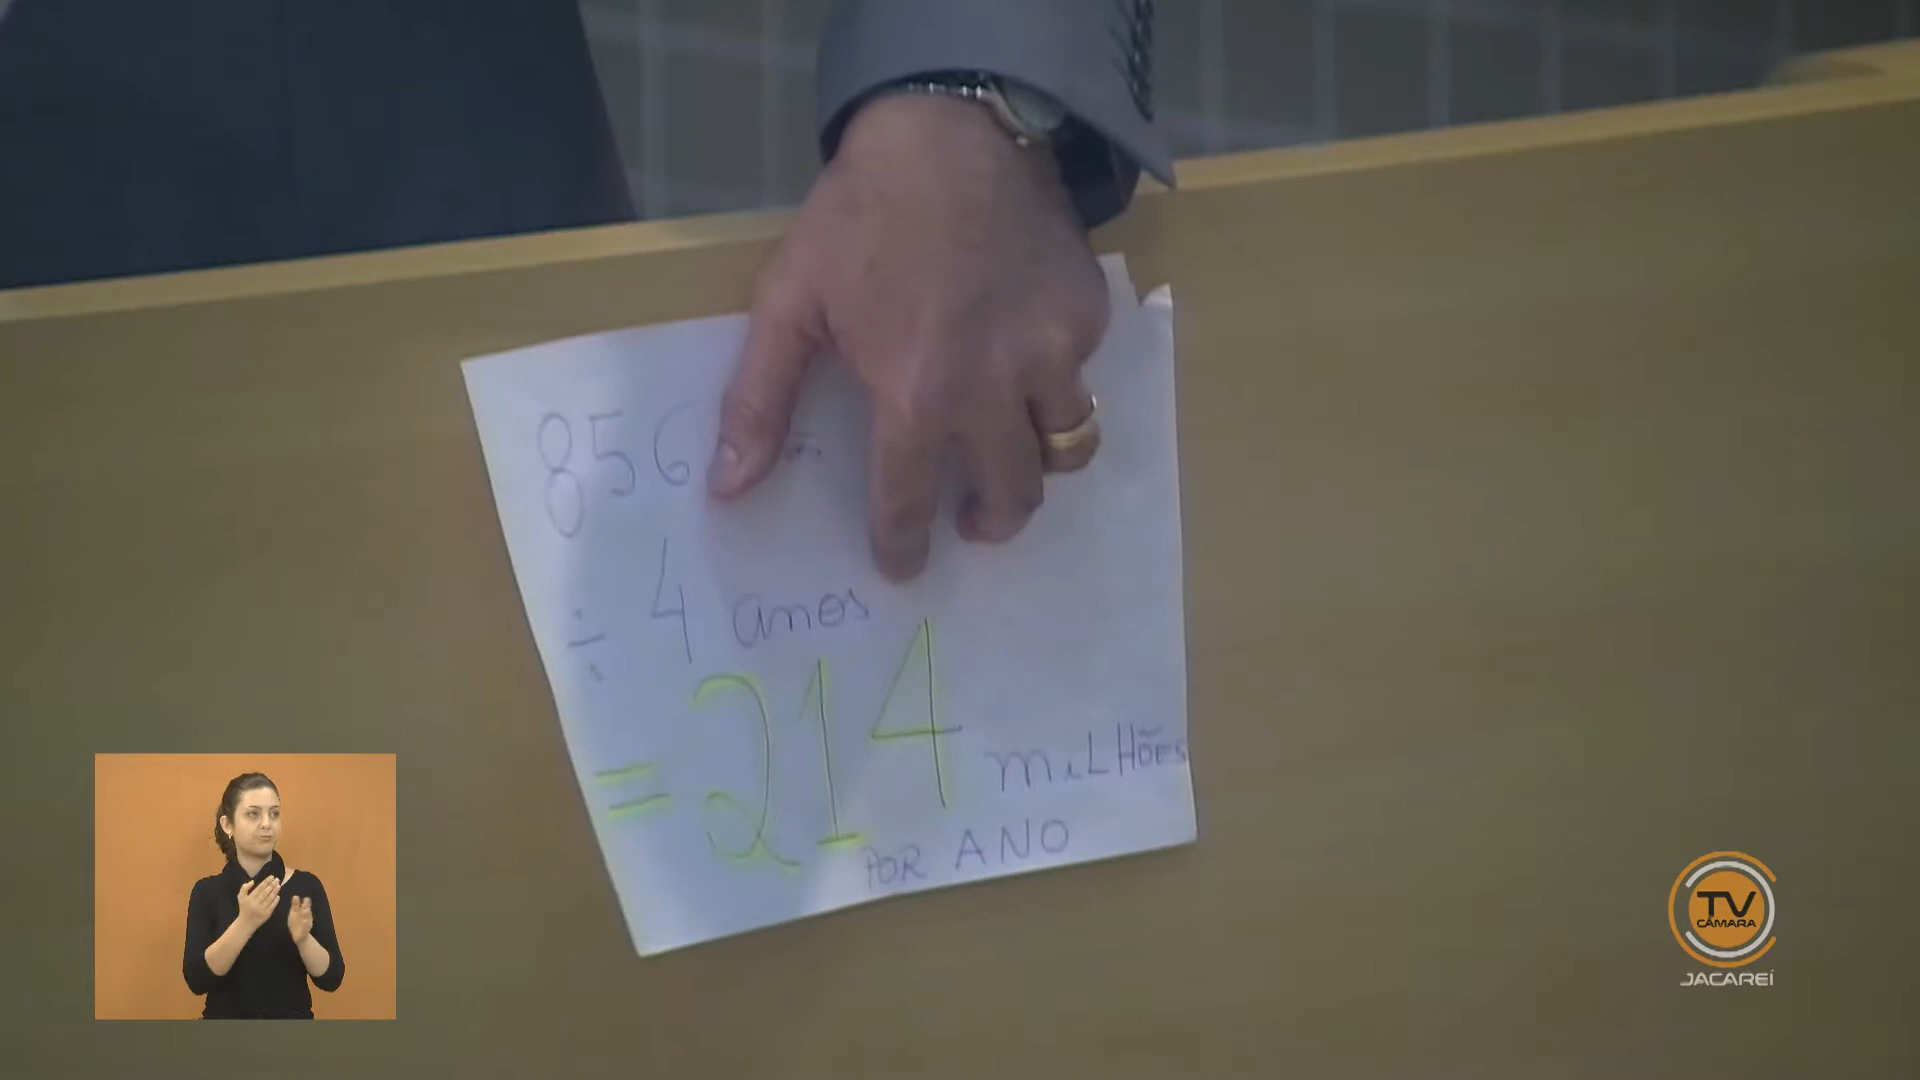 856
÷ 4 anos
= 214 milHões
POR ANO
TV
CÂMARA
JACAREÍ